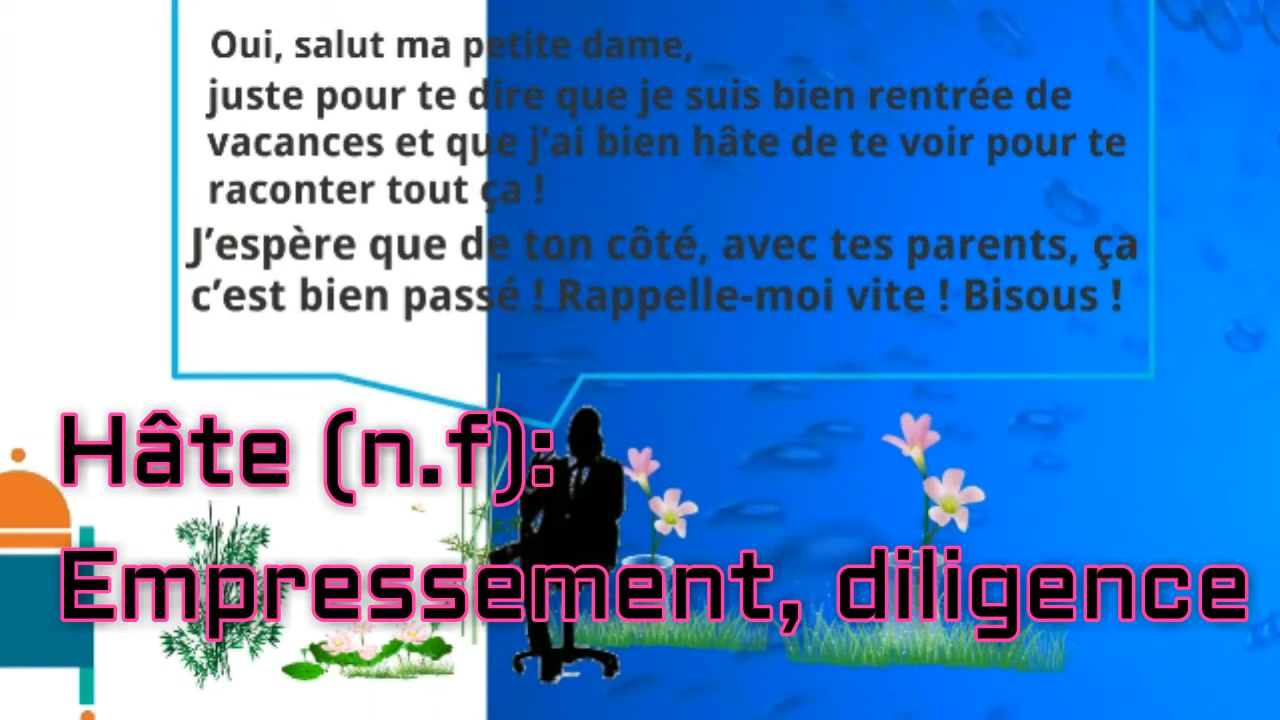 Oui, salut ma petite dame,
juste pour te dire que je suis bien rentrée de
vacances et que j'ai bien hâte de te voir pour te
raconter tout ça !
J'espère que de ton côté, avec tes parents, ça
c'est bien passé ! Rappelle-moi vite ! Bisous !
Hâte (n.f):
Empressement, diligence